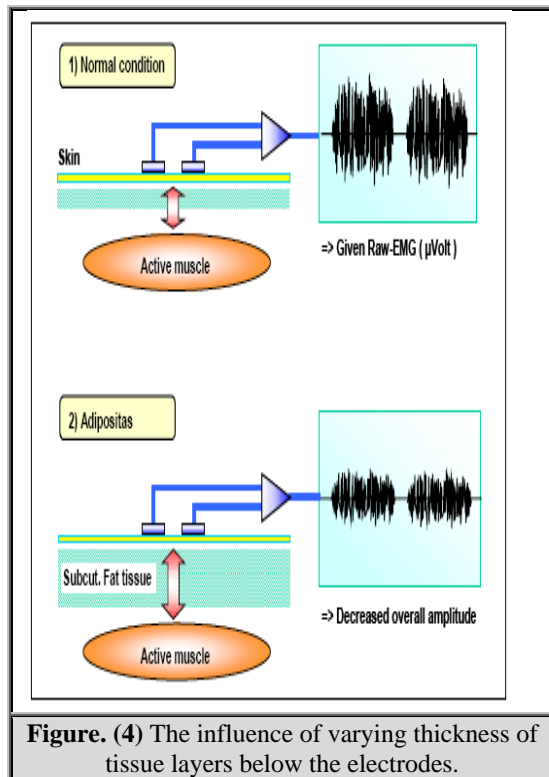 1) Normal condition
Skin
Active muscle
=> Given Raw-EMG ( µVolt )
2) Adipositas
Subcut. Fat tissue
Active muscle
=> Decreased overall amplitude
Figure. (4) The influence of varying thickness of
tissue layers below the electrodes.